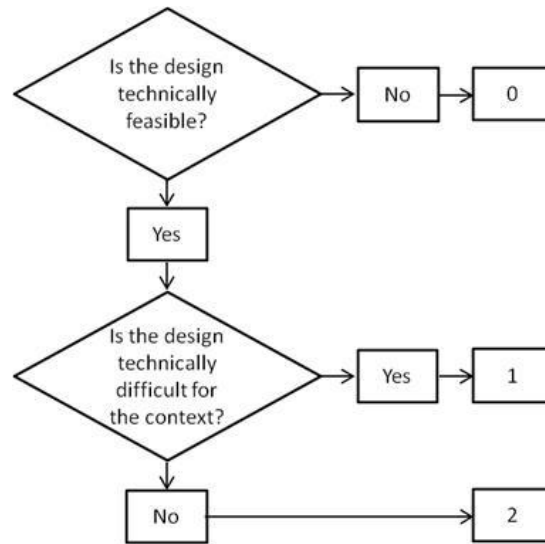 Is the design
technically
feasible?
No
0
Yes
Is the design
technically
difficult for
the context?
Yes
1
No
2